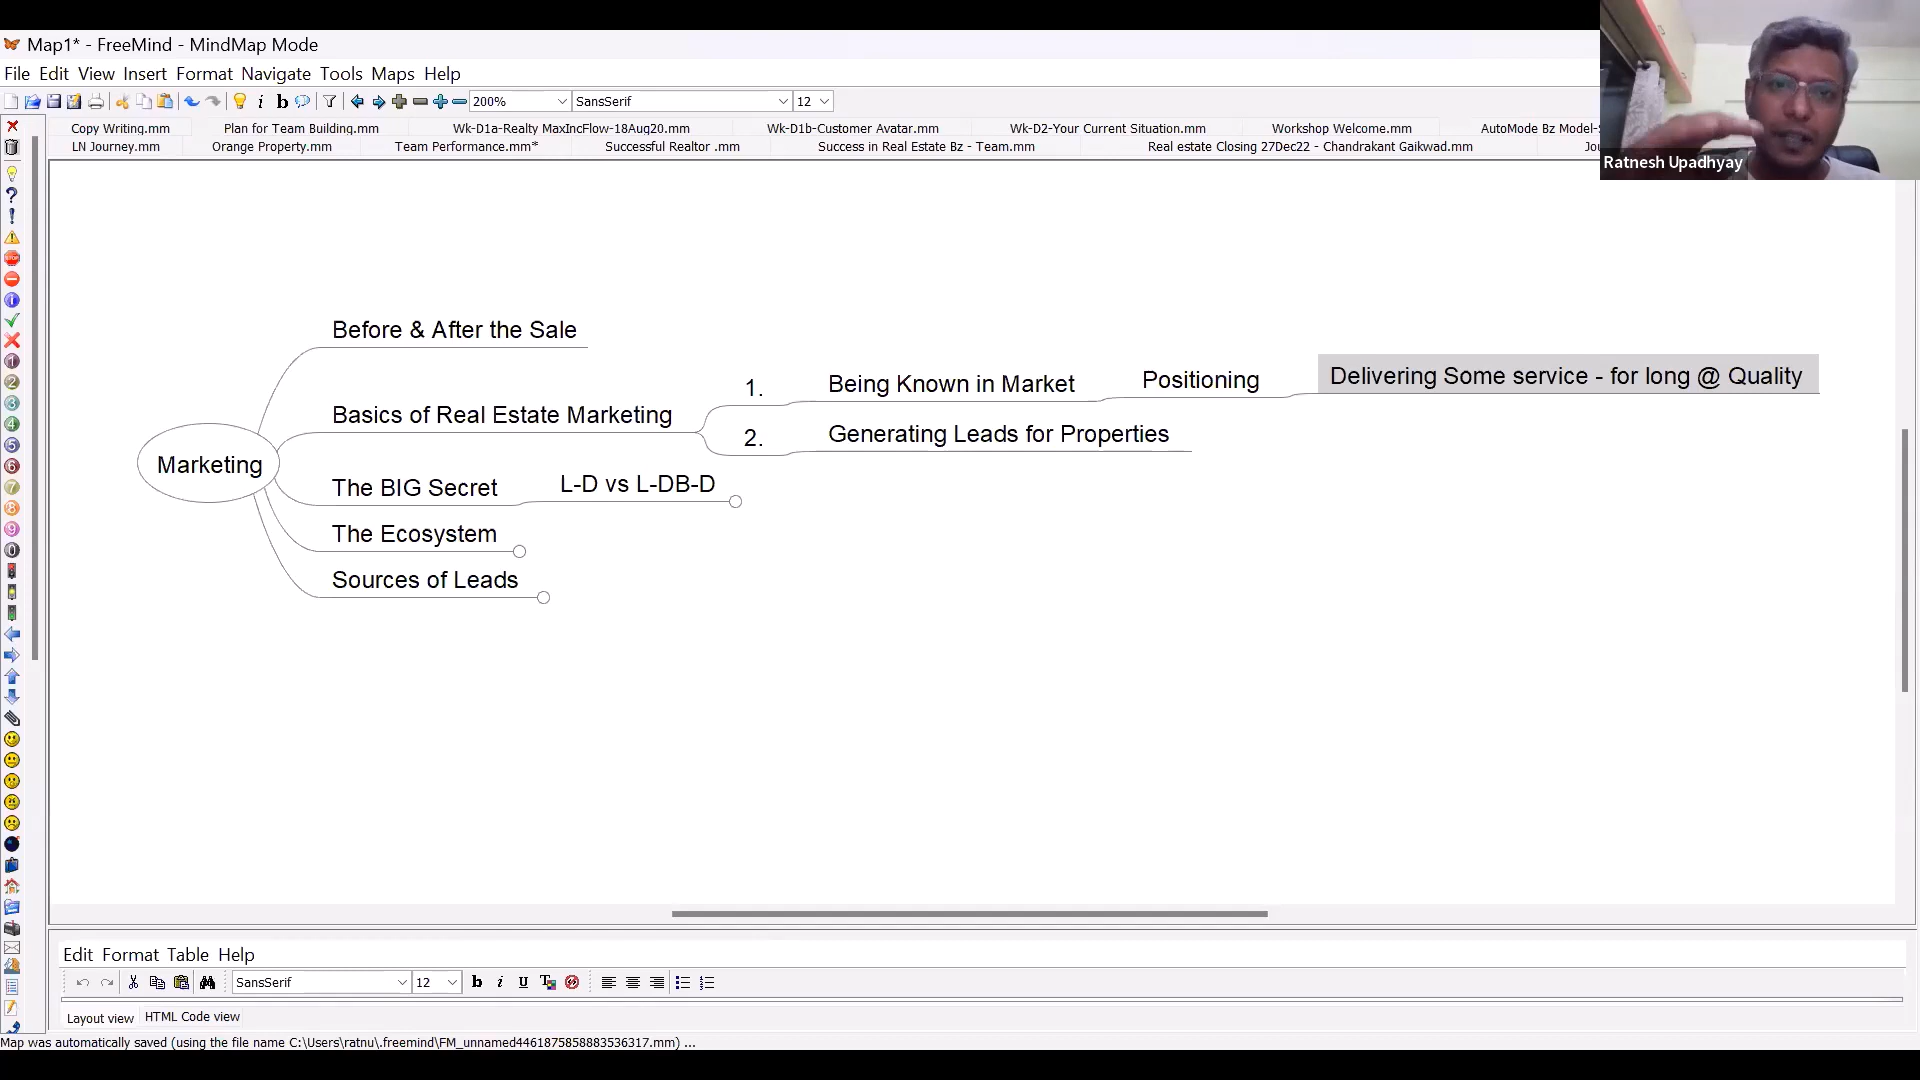 Map1* - FreeMind - MindMap Mode
File Edit View Insert Format Navigate Tools Maps Help
200% SansSerif 12
Copy Writing.mm Plan for Team Building.mm Wk-D1a-Realty MaxIncFlow-18Aug20.mm Wk-D1b-Customer Avatar.mm Wk-D2-Your Current Situation.mm Workshop Welcome.mm AutoMode Bz Model-
LN Journey.mm Orange Property.mm Team Performance.mm* Successful Realtor .mm Success in Real Estate Bz - Team.mm Real estate Closing 27Dec22 - Chandrakant Gaikwad.mm
Ratnesh Upadhyay
Before & After the Sale
1. Being Known in Market Positioning Delivering Some service - for long @ Quality
Basics of Real Estate Marketing
2. Generating Leads for Properties
Marketing
The BIG Secret L-D vs L-DB-D
The Ecosystem
Sources of Leads
Edit Format Table Help
SansSerif 12
Layout view HTML Code view
Map was automatically saved (using the file name C:\Users\ratnu\.freemind\FM_unnamed4461875858883536317.mm) ...